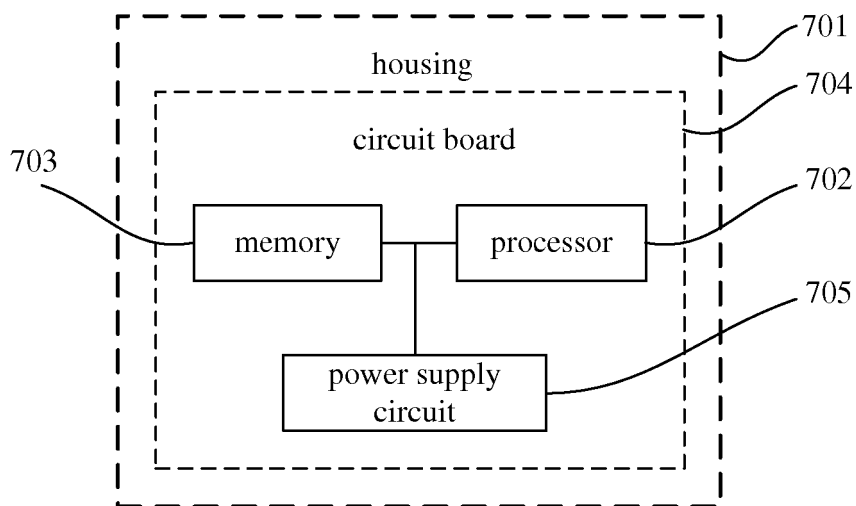 701
housing
704
circuit board
703
702
memory
processor
705
power supply
circuit